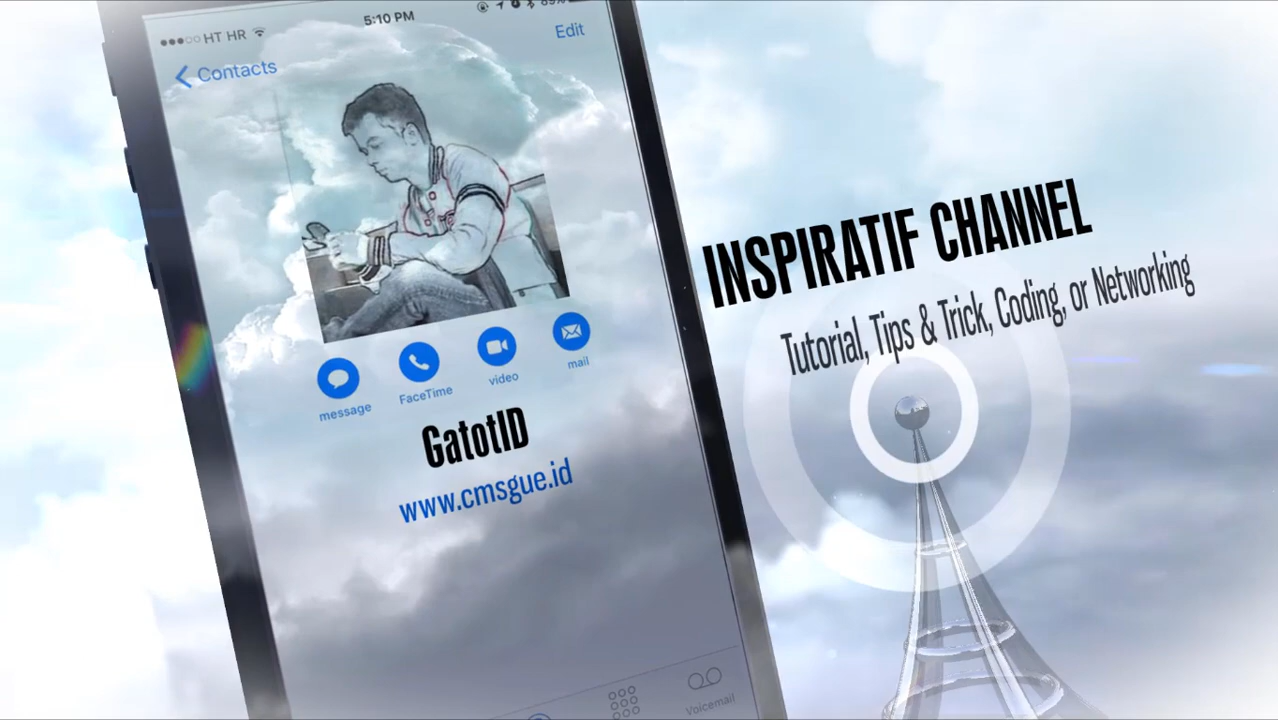 ●●●○○ HT HR
5:10 PM
89%
Contacts
Edit
message
FaceTime
video
mail
GatotID
www.cmsgue.id
Voicemail
INSPIRATIF CHANNEL
Tutorial, Tips & Trick, Coding, or Networking